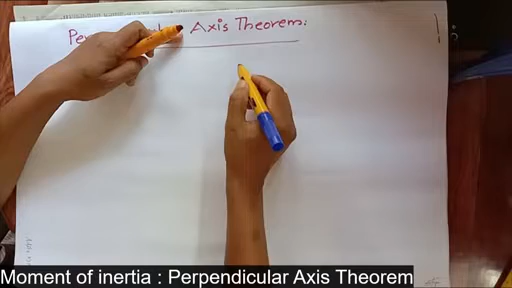 Axis Theorem:
Moment of inertia : Perpendicular Axis Theorem